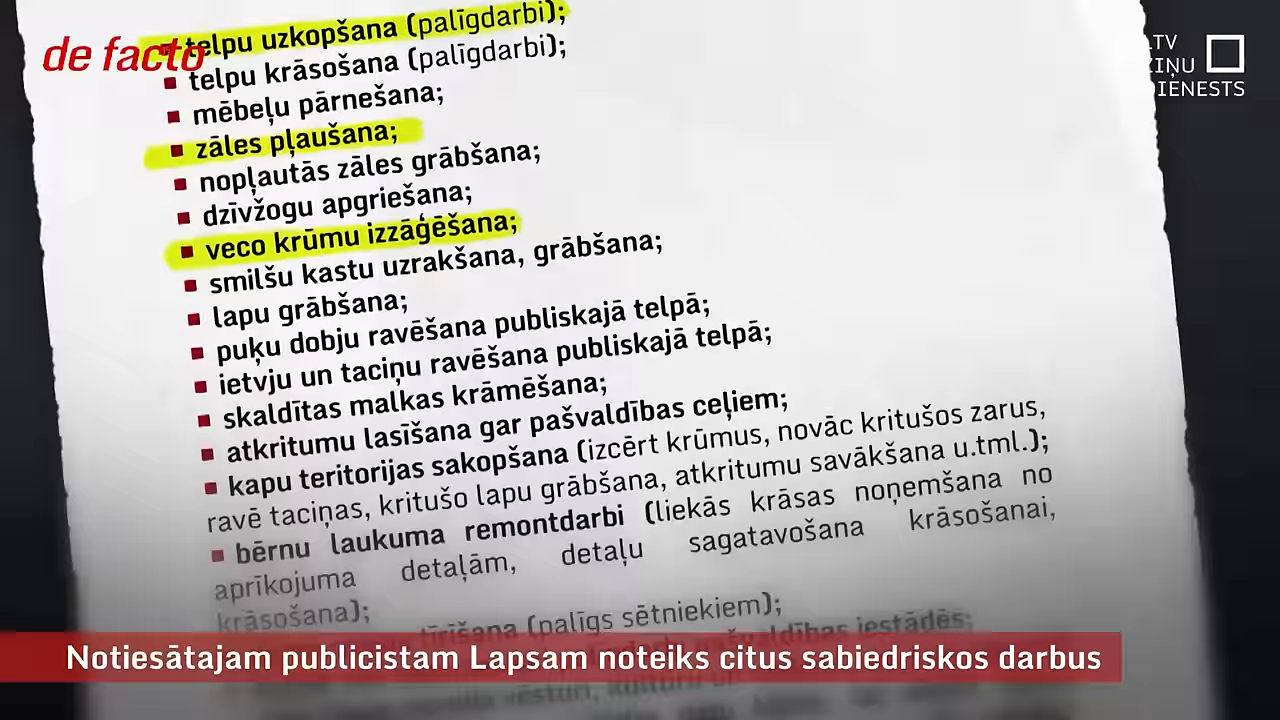 de facto
LTV
ZIŅU
DIENESTS
telpu uzkopšana (palīgdarbi);
telpu krāsošana (palīgdarbi);
mēbeļu pārnešana;
zāles pļaušana;
nopļautās zāles grābšana;
dzīvžogu apgriešana;
veco krūmu izzāģēšana;
smilšu kastu uzrakšana, grābšana;
lapu grābšana;
puķu dobju ravēšana publiskajā telpā;
ietvju un taciņu ravēšana publiskajā telpā;
skaldītas malkas krāmēšana;
atkritumu lasīšana gar pašvaldības ceļiem;
kapu teritorijas sakopšana (izcērt krūmus, novāc kritušos zarus,
ravē taciņas, kritušo lapu grābšana, atkritumu savākšana u.tml.);
bērnu laukuma remontdarbi (liekās krāsas noņemšana no
aprīkojuma detaļām, detaļu sagatavošana krāsošanai,
krāsošana);
tīrīšana (palīgs sētniekiem);
pašvaldības iestādēs;
Notiesātajam publicistam Lapsam noteiks citus sabiedriskos darbus